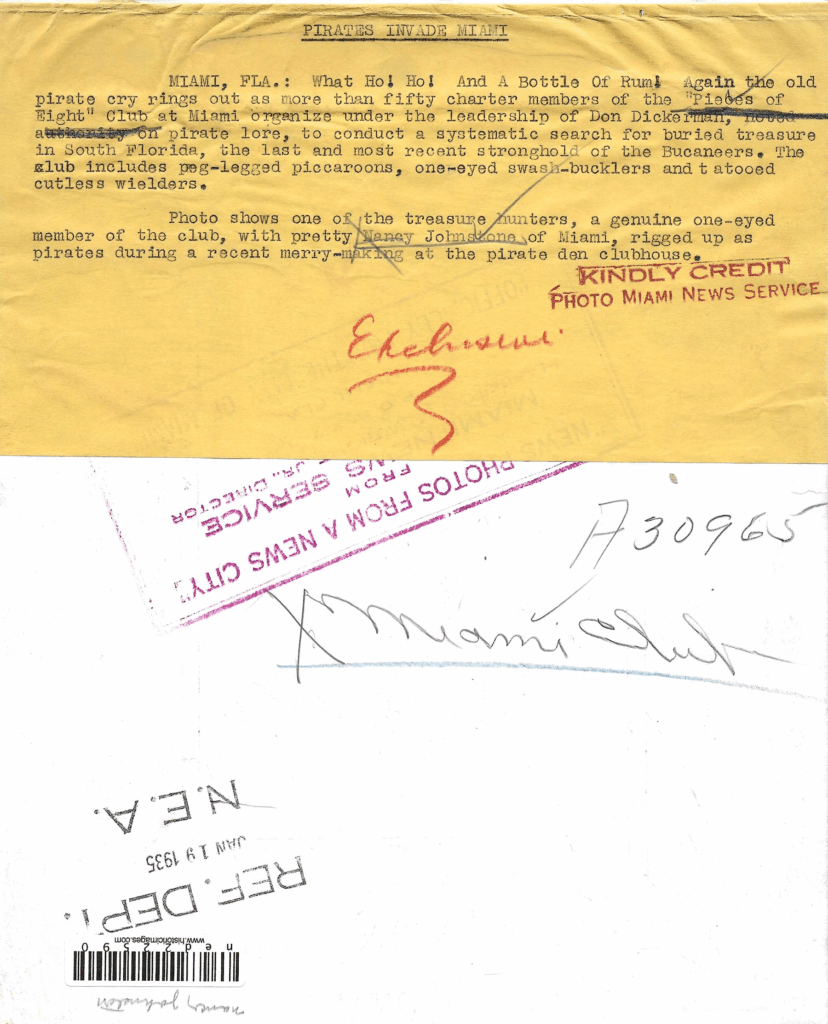 PIRATES INVADE MIAMI
MIAMI, FLA.: What Ho! Ho! And A Bottle Of Rum! Again the old
pirate cry rings out as more than fifty charter members of the "Pieces of
Eight" Club at Miami organize under the leadership of Don Dickerman, noted
authority on pirate lore, to conduct a systematic search for buried treasure
in South Florida, the last and most recent stronghold of the Bucaneers. The
club includes peg-legged piccaroons, one-eyed swash-bucklers and t atooed
cutless wielders.
Photo shows one of the treasure hunters, a genuine one-eyed
member of the club, with pretty Nancy Johnstone of Miami, rigged up as
pirates during a recent merry-making at the pirate den clubhouse.
KINDLY CREDIT
PHOTO MIAMI NEWS SERVICE
Exclusive
JR., DIRECTOR
NS SERVICE
FROM
PHOTOS FROM A NEWS CITY"
A30965
X Miami Club
N.E.A.
JAN 19 1935
REF. DEPT.
www.historicimages.com
ned22590
nancy johnston